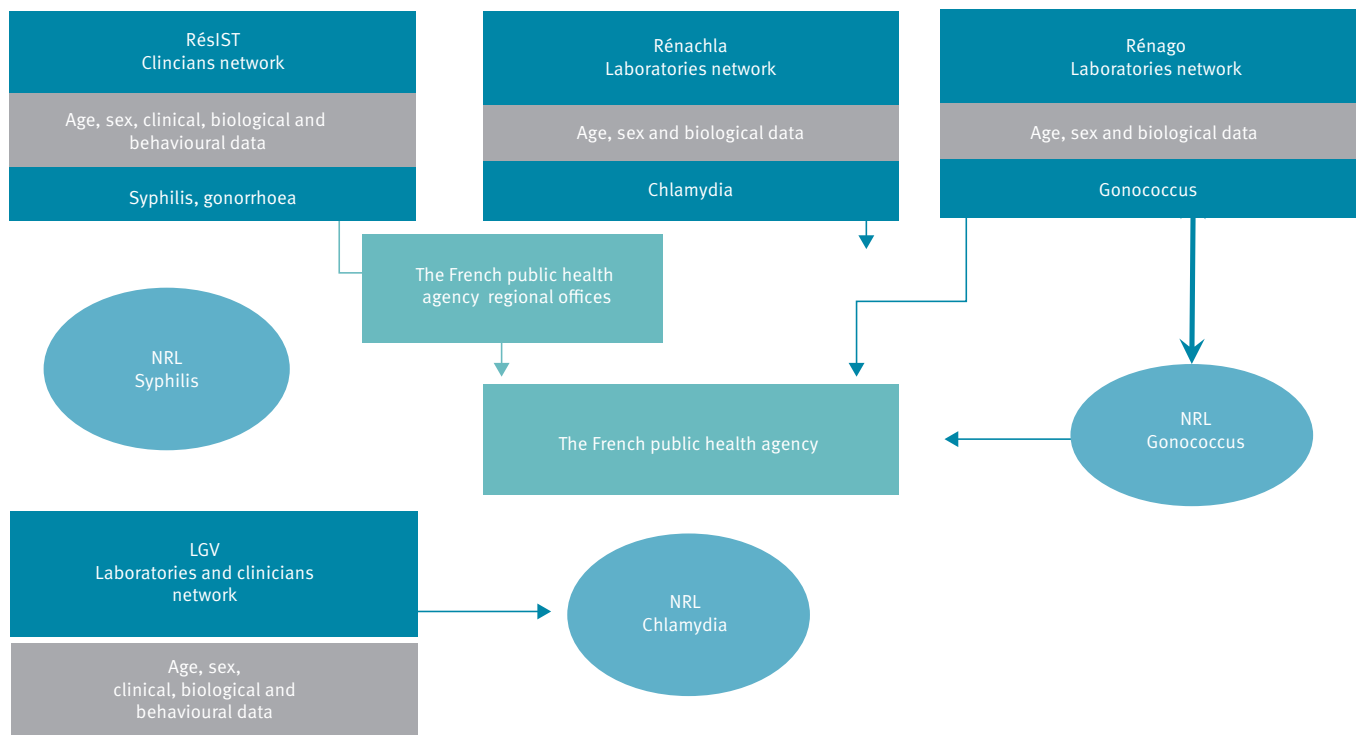 RésIST
Clincians network
Age, sex, clinical, biological and
behavioural data
Syphilis, gonorrhoea
Rénachla
Laboratories network
Age, sex and biological data
Chlamydia
Rénago
Laboratories network
Age, sex and biological data
Gonococcus
The French public health
agency regional offices
NRL
Syphilis
The French public health agency
NRL
Gonococcus
LGV
Laboratories and clinicians
network
Age, sex,
clinical, biological and
behavioural data
NRL
Chlamydia